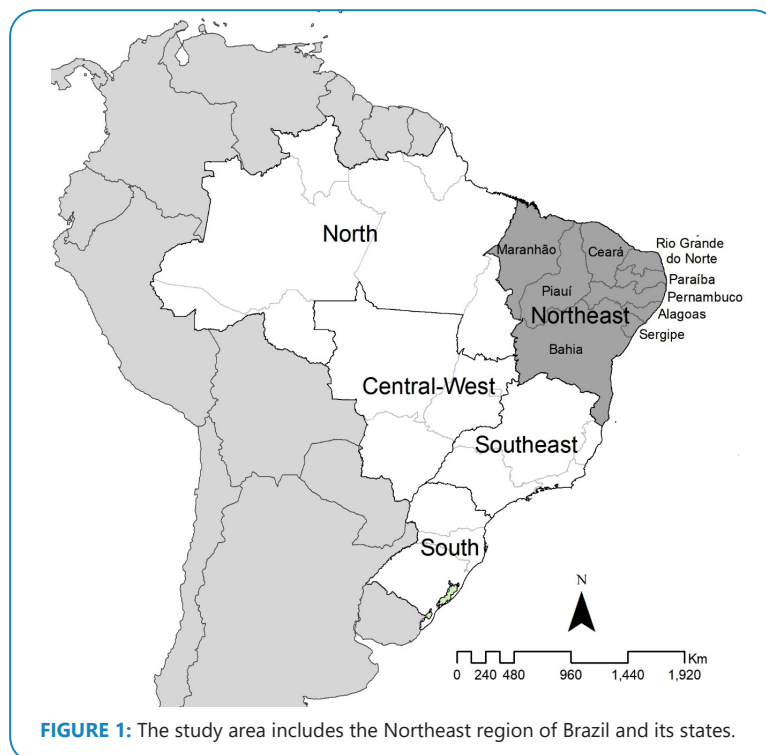 North
Maranhão
Ceará
Rio Grande
do Norte
Paraíba
Piauí
Pernambuco
Northeast
Alagoas
Sergipe
Bahia
Central-West
Southeast
South
N
Km
0 240 480 960 1,440 1,920
FIGURE 1: The study area includes the Northeast region of Brazil and its states.